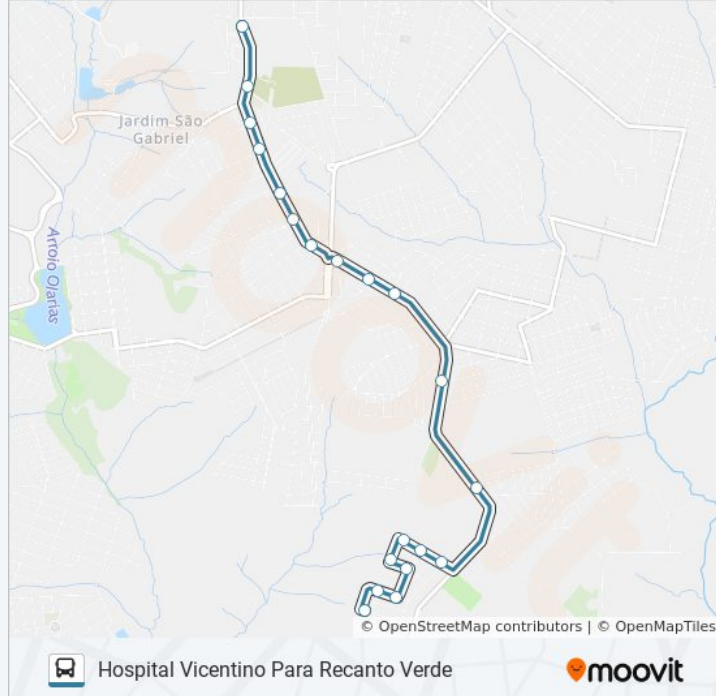 Jardim São
Gabriel
Arroio Olarias
© OpenStreetMap contributors | © OpenMapTiles
Hospital Vicentino Para Recanto Verde
moovit